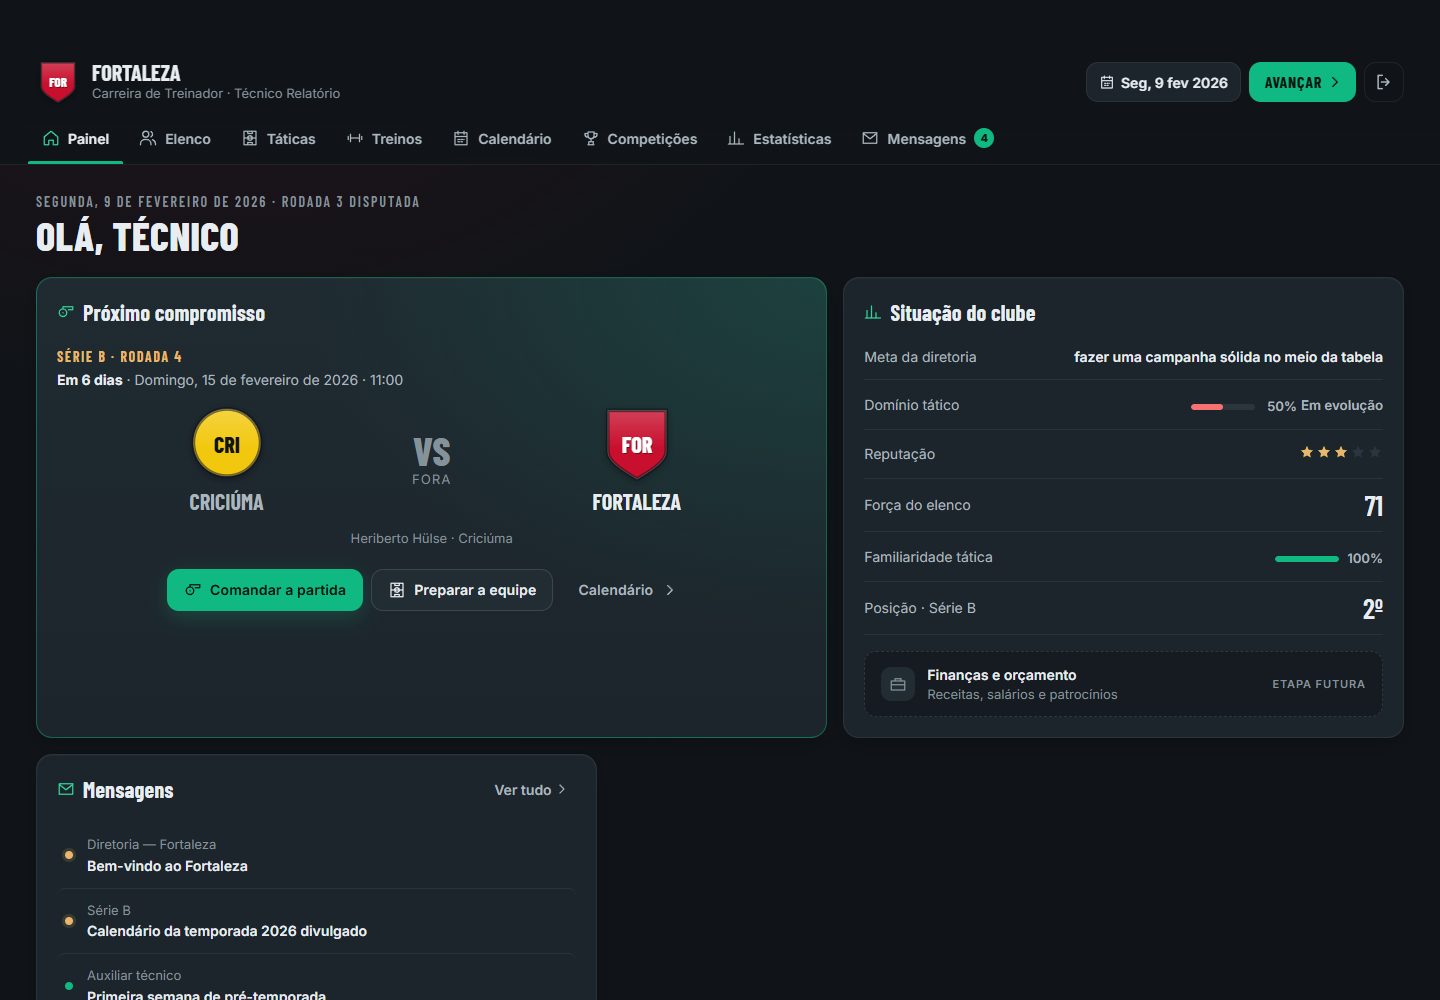 FOR
FORTALEZA
Carreira de Treinador · Técnico Relatório
Seg, 9 fev 2026
AVANÇAR
Painel
Elenco
Táticas
Treinos
Calendário
Competições
Estatísticas
Mensagens 4
SEGUNDA, 9 DE FEVEREIRO DE 2026 · RODADA 3 DISPUTADA
OLÁ, TÉCNICO
Próximo compromisso
SÉRIE B · RODADA 4
Em 6 dias · Domingo, 15 de fevereiro de 2026 · 11:00
CRI
CRICIÚMA
VS
FORA
FOR
FORTALEZA
Heriberto Hülse · Criciúma
Comandar a partida
Preparar a equipe
Calendário
Situação do clube
Meta da diretoria
fazer uma campanha sólida no meio da tabela
Domínio tático
50% Em evolução
Reputação
Força do elenco
71
Familiaridade tática
100%
Posição · Série B
2º
Finanças e orçamento
Receitas, salários e patrocínios
ETAPA FUTURA
Mensagens
Ver tudo
Diretoria — Fortaleza
Bem-vindo ao Fortaleza
Série B
Calendário da temporada 2026 divulgado
Auxiliar técnico
Primeira semana de pré-temporada